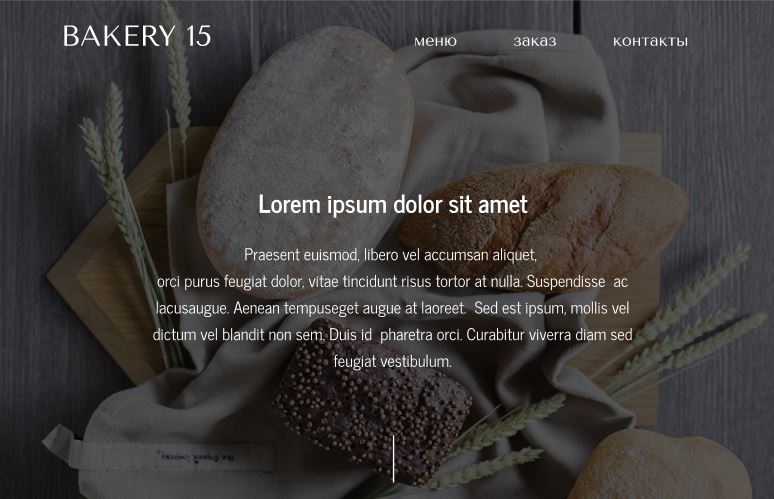 BAKERY 15
меню заказ контакты
Lorem ipsum dolor sit amet
Praesent euismod, libero vel accumsan aliquet,
orci purus feugiat dolor, vitae tincidunt risus tortor at nulla. Suspendisse ac
lacusaugue. Aenean tempuseget augue at laoreet. Sed est ipsum, mollis vel
dictum vel blandit non sem. Duis id pharetra orci. Curabitur viverra diam sed
feugiat vestibulum.